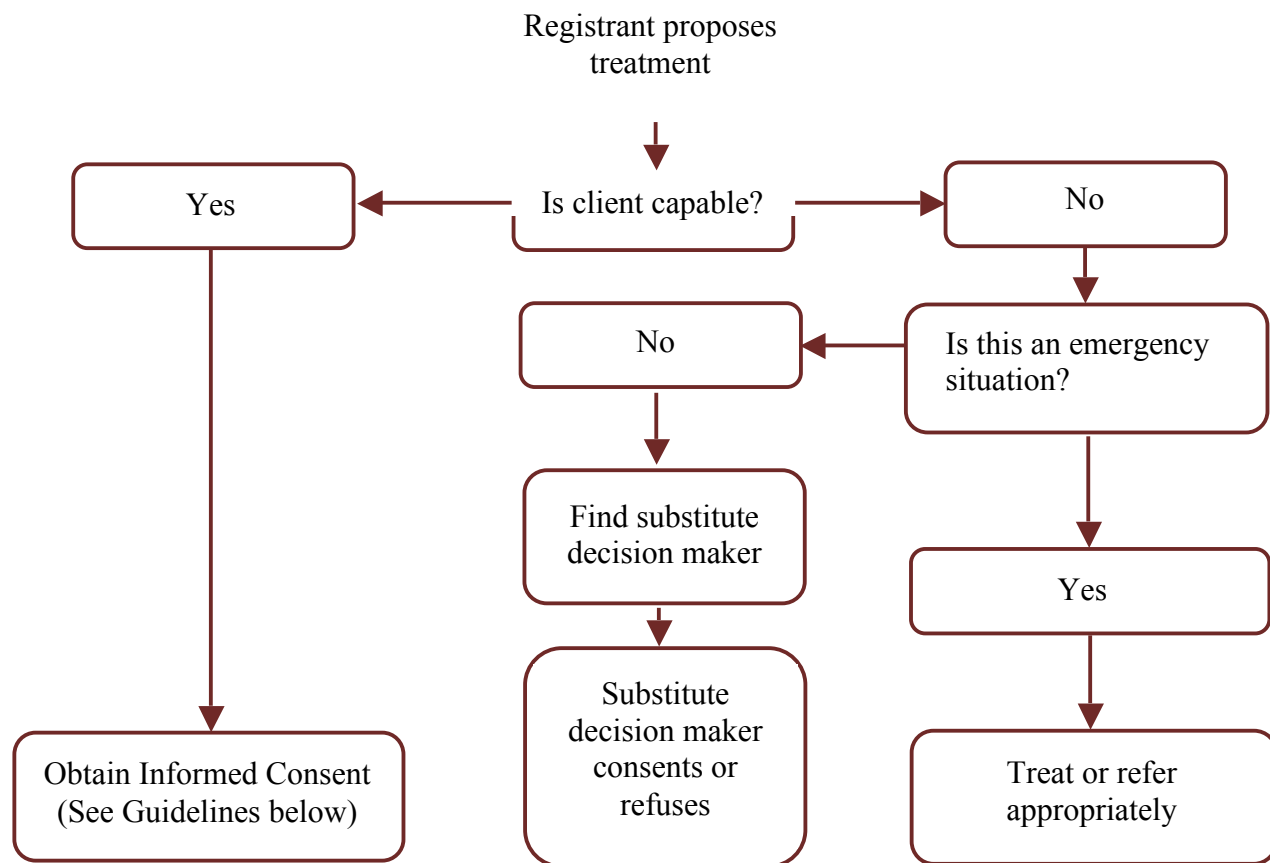 Registrant proposes
treatment
Yes
Is client capable?
No
No
Is this an emergency
situation?
Find substitute
decision maker
Yes
Substitute
decision maker
consents or
refuses
Obtain Informed Consent
(See Guidelines below)
Treat or refer
appropriately